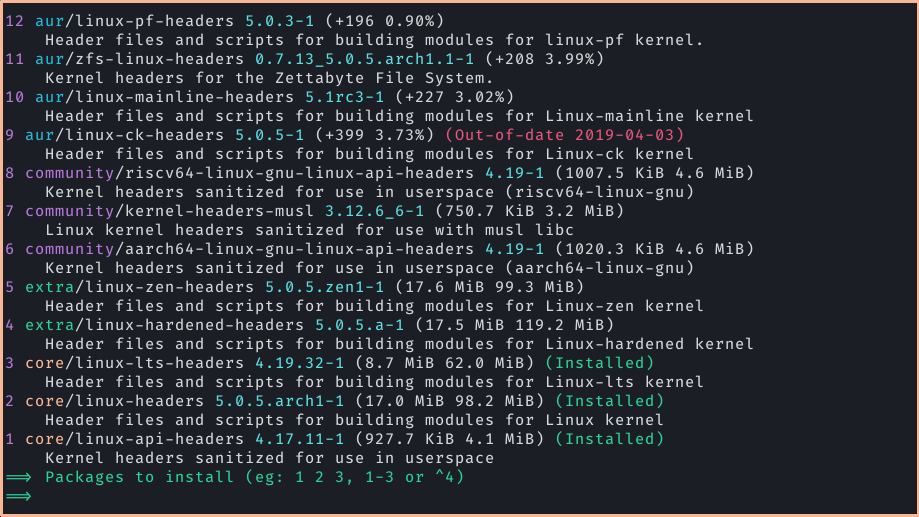 12 aur/linux-pf-headers 5.0.3-1 (+196 0.90%)
Header files and scripts for building modules for linux-pf kernel.
11 aur/zfs-linux-headers 0.7.13_5.0.5.arch1.1-1 (+208 3.99%)
Kernel headers for the Zettabyte File System.
10 aur/linux-mainline-headers 5.1rc3-1 (+227 3.02%)
Header files and scripts for building modules for Linux-mainline kernel
9 aur/linux-ck-headers 5.0.5-1 (+399 3.73%) (Out-of-date 2019-04-03)
Header files and scripts for building modules for Linux-ck kernel
8 community/riscv64-linux-gnu-linux-api-headers 4.19-1 (1007.5 KiB 4.6 MiB)
Kernel headers sanitized for use in userspace (riscv64-linux-gnu)
7 community/kernel-headers-musl 3.12.6_6-1 (750.7 KiB 3.2 MiB)
Linux kernel headers sanitized for use with musl libc
6 community/aarch64-linux-gnu-linux-api-headers 4.19-1 (1020.3 KiB 4.6 MiB)
Kernel headers sanitized for use in userspace (aarch64-linux-gnu)
5 extra/linux-zen-headers 5.0.5.zen1-1 (17.6 MiB 99.3 MiB)
Header files and scripts for building modules for Linux-zen kernel
4 extra/linux-hardened-headers 5.0.5.a-1 (17.5 MiB 119.2 MiB)
Header files and scripts for building modules for Linux-hardened kernel
3 core/linux-lts-headers 4.19.32-1 (8.7 MiB 62.0 MiB) (Installed)
Header files and scripts for building modules for Linux-lts kernel
2 core/linux-headers 5.0.5.arch1-1 (17.0 MiB 98.2 MiB) (Installed)
Header files and scripts for building modules for Linux kernel
1 core/linux-api-headers 4.17.11-1 (927.7 KiB 4.1 MiB) (Installed)
Kernel headers sanitized for use in userspace
==> Packages to install (eg: 1 2 3, 1-3 or ^4)
==>